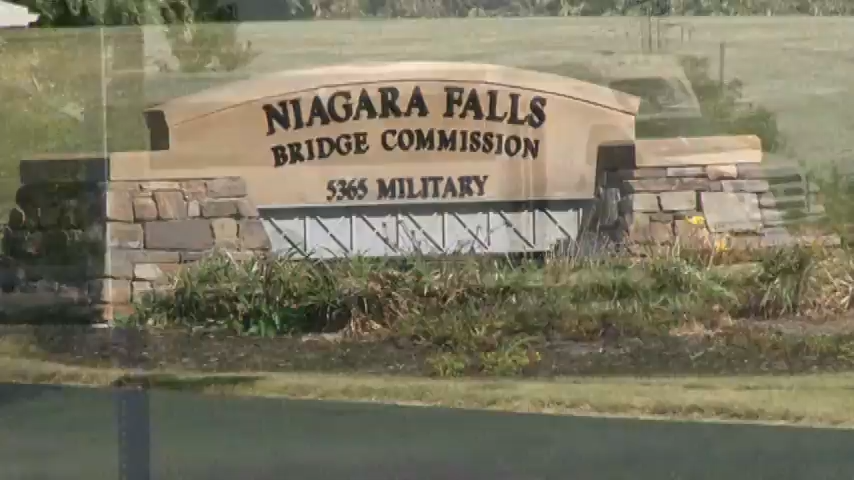 NIAGARA FALLS
BRIDGE COMMISSION
5365 MILITARY